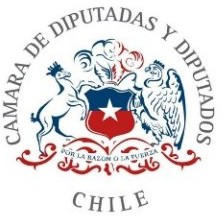 CAMARA DE DIPUTADAS Y DIPUTADOS
POR LA RAZON O LA FUERZA
CHILE